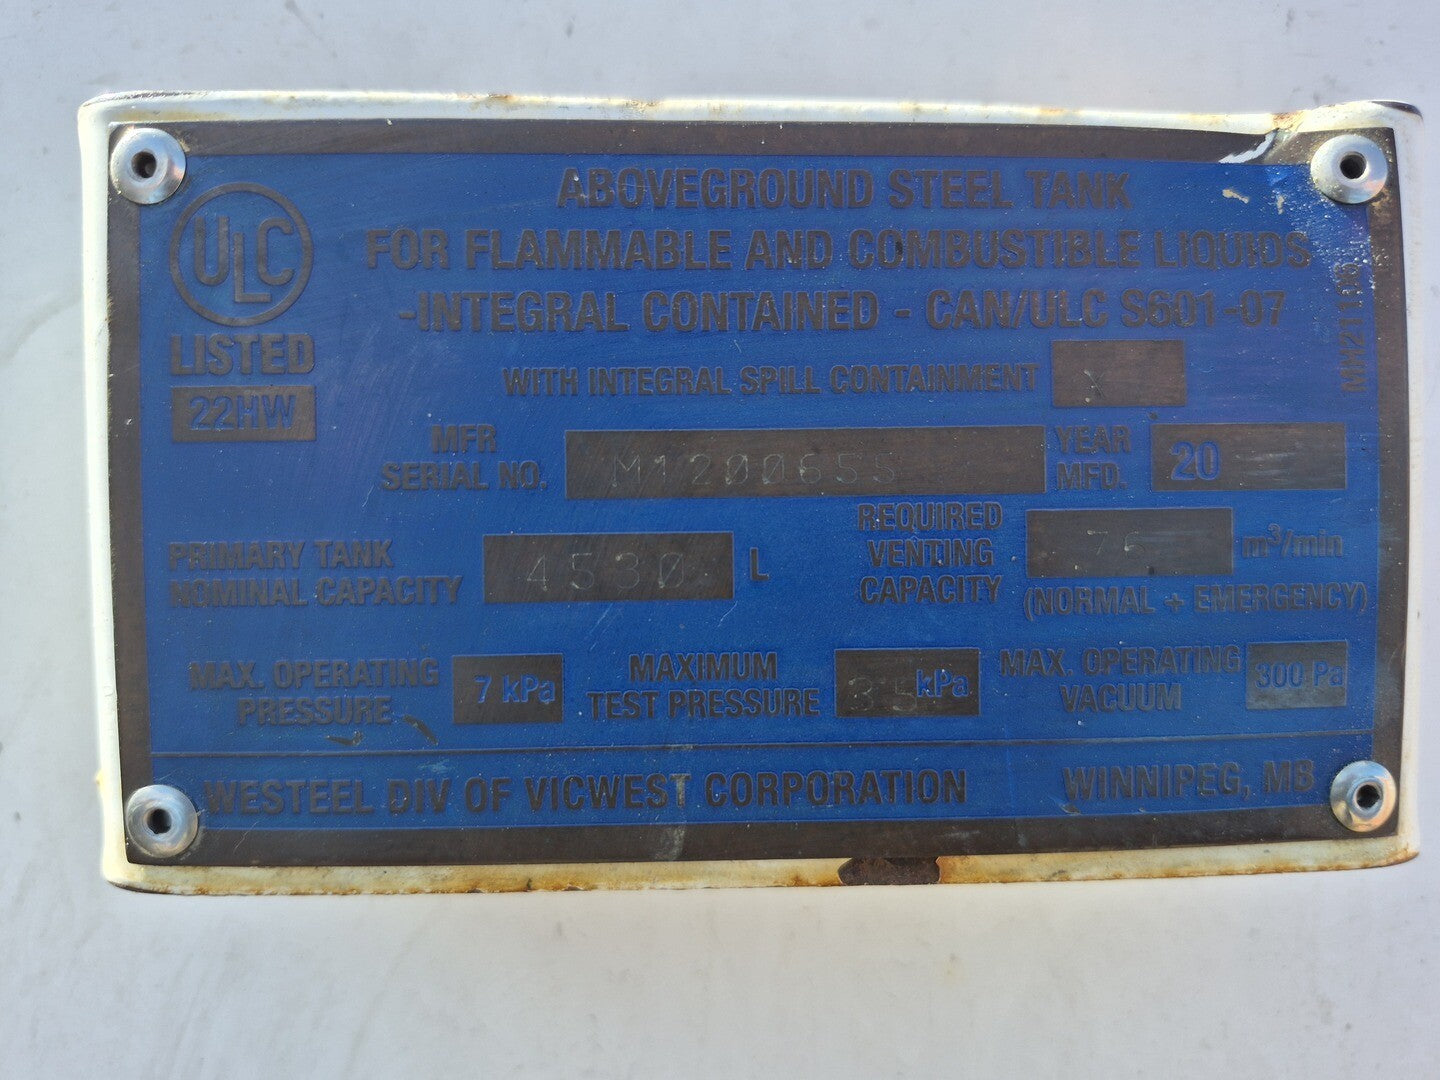 ULC
LISTED
22HW
ABOVEGROUND STEEL TANK
FOR FLAMMABLE AND COMBUSTIBLE LIQUIDS
-INTEGRAL CONTAINED - CAN/ULC S601-07
WITH INTEGRAL SPILL CONTAINMENT X
MFR
SERIAL NO. M1200655
YEAR
MFD. 20
PRIMARY TANK
NOMINAL CAPACITY 4530 L
REQUIRED
VENTING
CAPACITY
m³/min
(NORMAL + EMERGENCY)
MAX. OPERATING
PRESSURE 7 kPa
MAXIMUM
TEST PRESSURE 35 kPa
MAX. OPERATING
VACUUM 300 Pa
WESTEEL DIV OF VICWEST CORPORATION WINNIPEG, MB